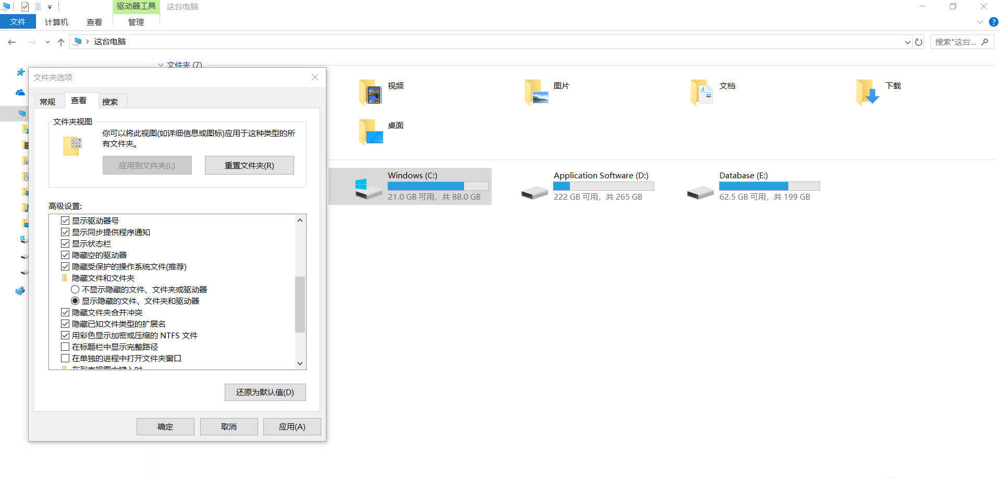 驱动器工具
这台电脑
文件
计算机
查看
管理
?
这台电脑
搜索"这台...
文件夹 (7)
文件夹选项
常规
查看
搜索
文件夹视图
你可以将此视图(如详细信息或图标)应用于这种类型的所
有文件夹。
应用到文件夹(L)
重置文件夹(R)
高级设置:
显示驱动器号
显示同步提供程序通知
显示状态栏
隐藏空的驱动器
隐藏受保护的操作系统文件(推荐)
隐藏文件和文件夹
不显示隐藏的文件、文件夹或驱动器
显示隐藏的文件、文件夹和驱动器
隐藏文件夹合并冲突
隐藏已知文件类型的扩展名
用彩色显示加密或压缩的 NTFS 文件
在标题栏中显示完整路径
在单独的进程中打开文件夹窗口
在列表视图中键入时
还原为默认值(D)
确定
取消
应用(A)
视频
图片
文档
下载
桌面
Windows (C:)
21.0 GB 可用，共 88.0 GB
Application Software (D:)
222 GB 可用，共 265 GB
Database (E:)
62.5 GB 可用，共 199 GB